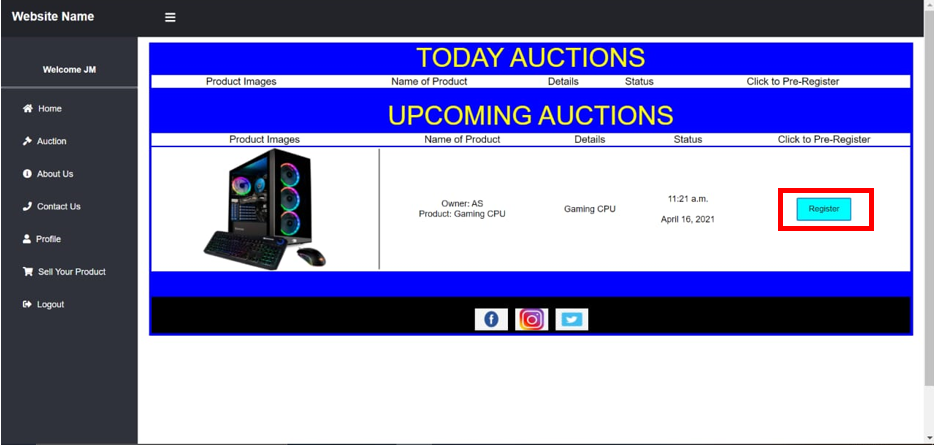 Website Name
Welcome JM
Home
Auction
About Us
Contact Us
Profile
Sell Your Product
Logout
TODAY AUCTIONS
Product Images Name of Product Details Status Click to Pre-Register
UPCOMING AUCTIONS
Product Images Name of Product Details Status Click to Pre-Register
Owner: AS
Product: Gaming CPU
Gaming CPU
11:21 a.m.
April 16, 2021
Register